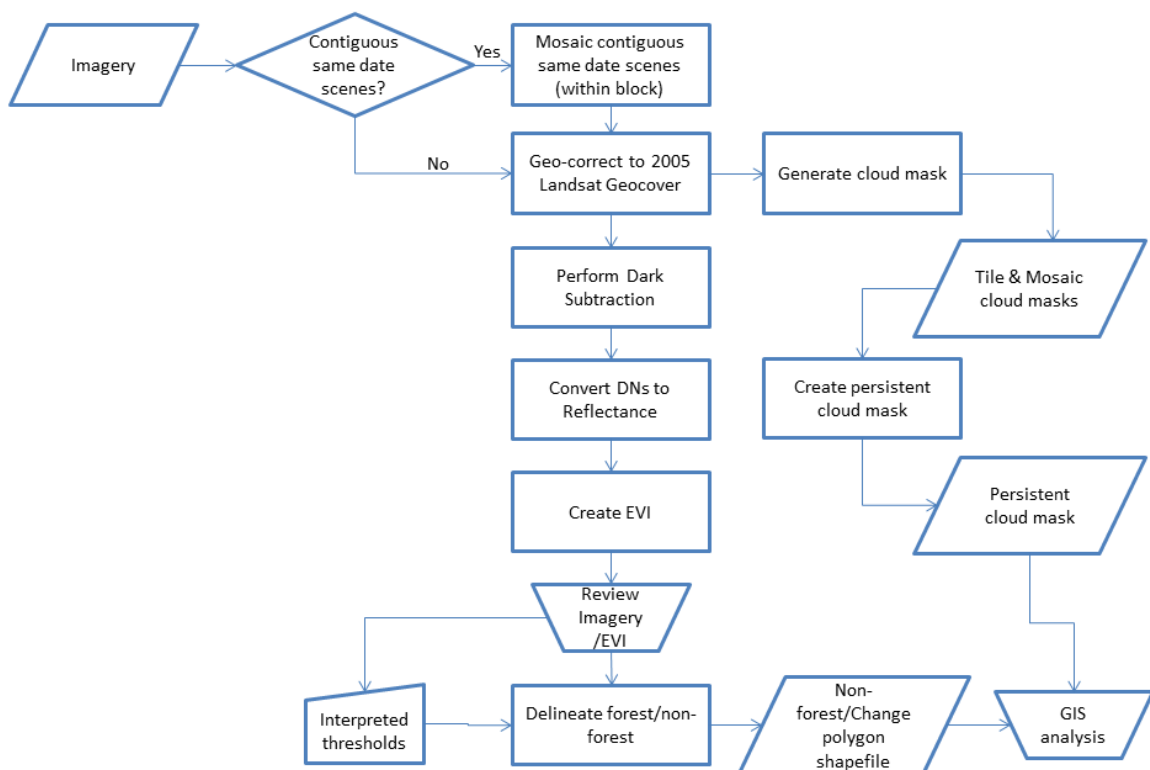 Imagery
Contiguous
same date
scenes?
Yes
Mosaic contiguous
same date scenes
(within block)
No
Geo-correct to 2005
Landsat Geocover
Generate cloud mask
Perform Dark
Subtraction
Tile & Mosaic
cloud masks
Convert DNs to
Reflectance
Create persistent
cloud mask
Create EVI
Persistent
cloud mask
Review
Imagery
/EVI
Interpreted
thresholds
Delineate forest/non-
forest
Non-
forest/Change
polygon
shapefile
GIS
analysis